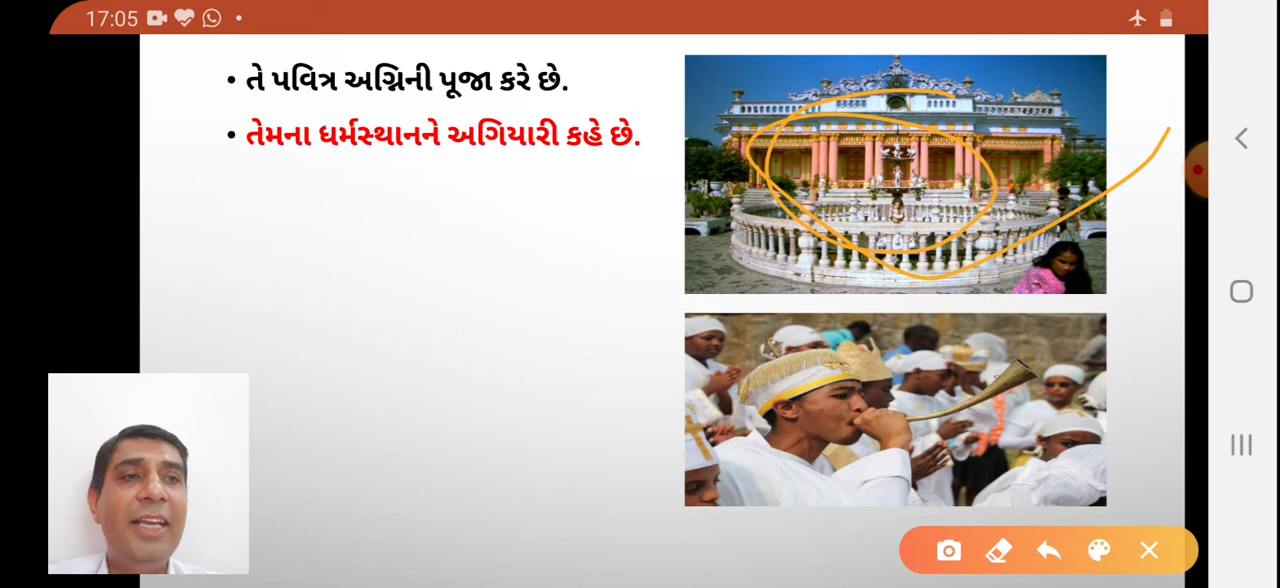 17:05
• તે પવિત્ર અગ્નિની પૂજા કરે છે.
• તેમના ધર્મસ્થાનને અગિયારી કહે છે.